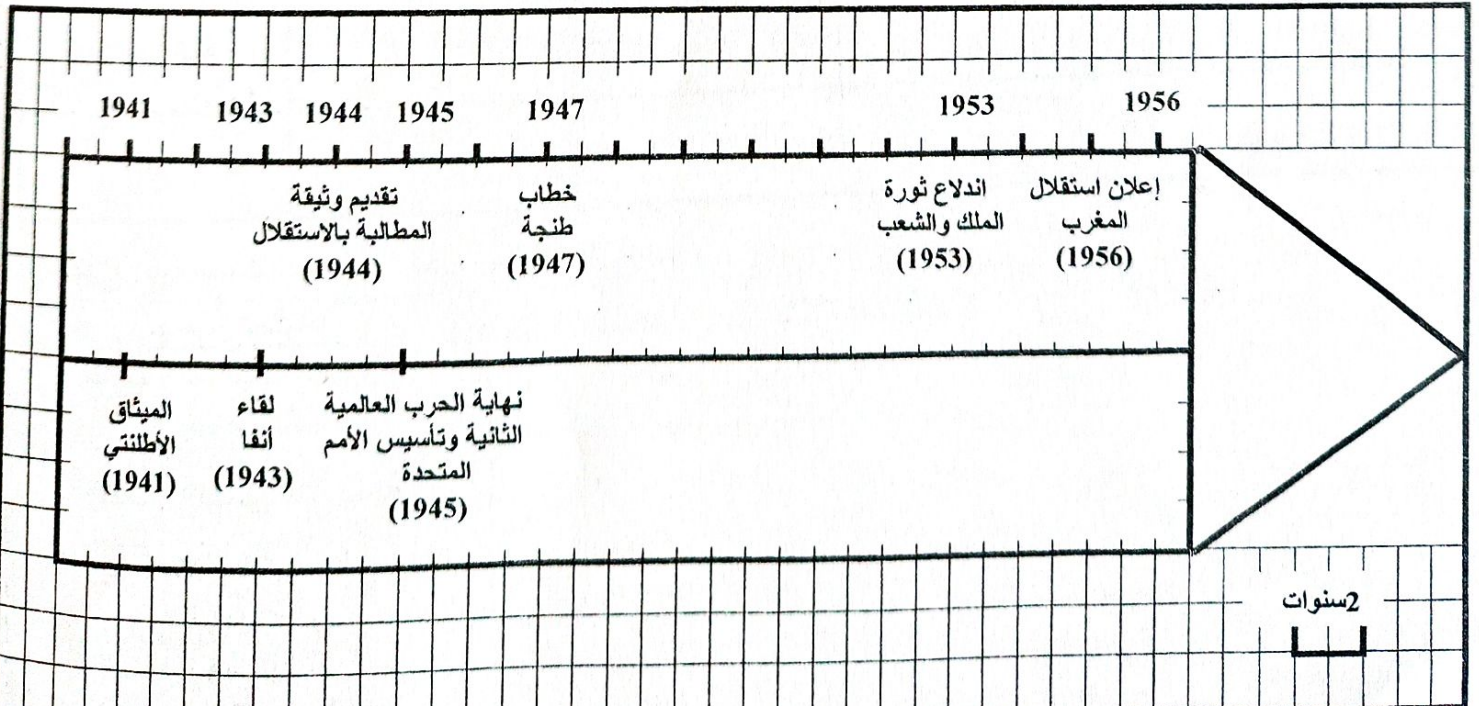 1941 1943 1944 1945 1947 1953 1956
تقديم وثيقة
المطالبة بالاستقلال
(1944)
خطاب
طنجة
(1947)
اندلاع ثورة
الملك والشعب
(1953)
إعلان استقلال
المغرب
(1956)
الميثاق
الأطلنتي
(1941)
لقاء
أنفا
(1943)
نهاية الحرب العالمية
الثانية وتأسيس الأمم
المتحدة
(1945)
2سنوات